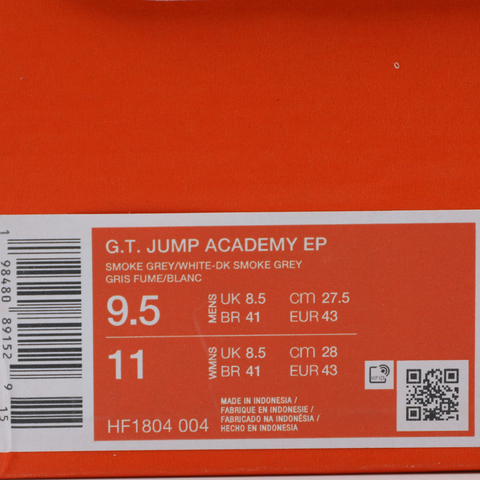 G.T. JUMP ACADEMY EP
SMOKE GREY/WHITE-DK SMOKE GREY
GRIS FUME/BLANC
9.5 MENS UK 8.5 cm 27.5
BR 41 EUR 43
11 WMNS UK 8.5 cm 28
BR 41 EUR 43
MADE IN INDONESIA /
FABRIQUE EN INDONESIE /
FABRICADO NA INDONÉSIA /
HECHO EN INDONESIA
HF1804 004
1 98480 89152 9 15